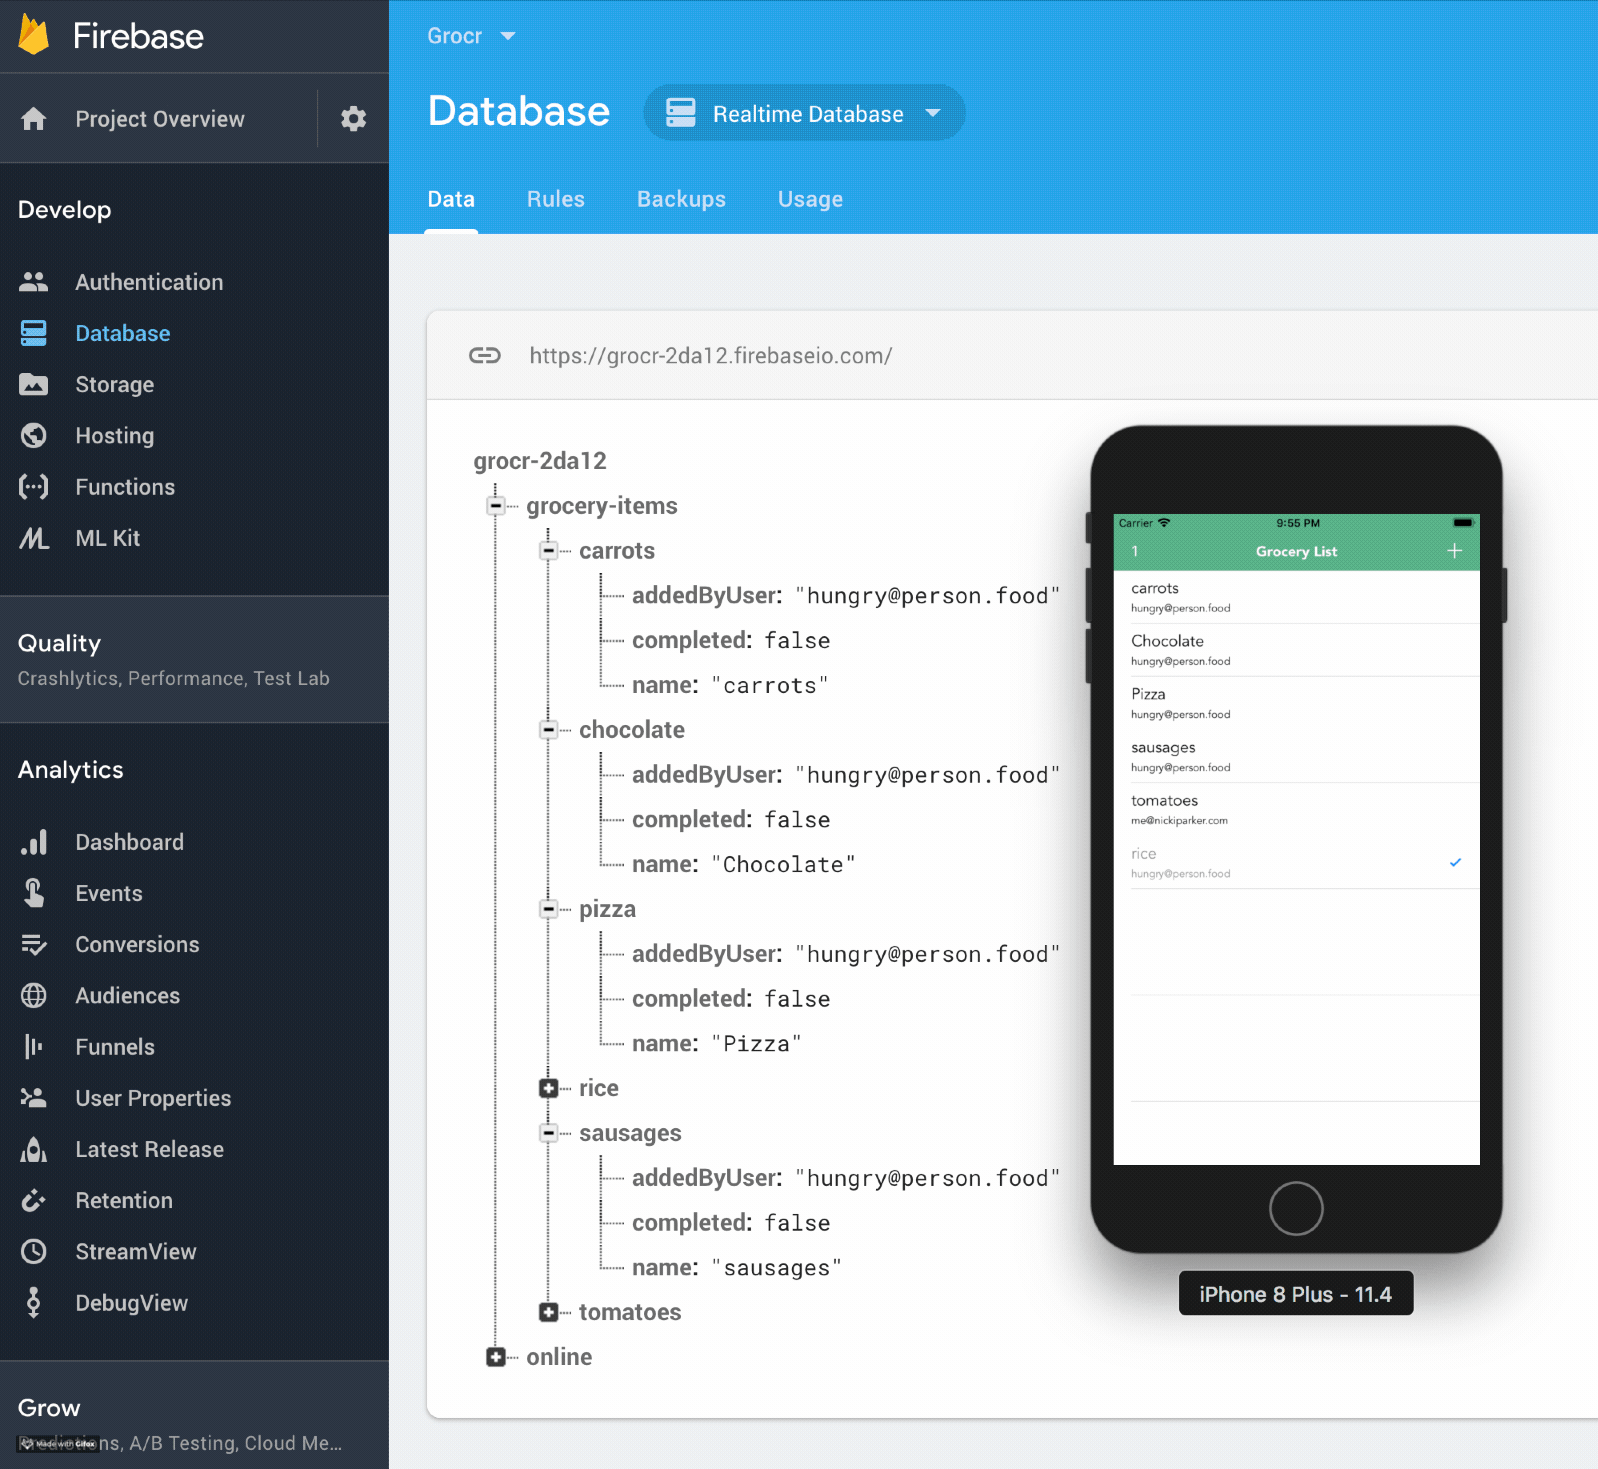 Firebase
Project Overview
Develop
Authentication
Database
Storage
Hosting
Functions
ML Kit
Quality
Crashlytics, Performance, Test Lab
Analytics
Dashboard
Events
Conversions
Audiences
Funnels
User Properties
Latest Release
Retention
StreamView
DebugView
Grow
Made with Gifox
ns, A/B Testing, Cloud Me...
Grocr
Database
Realtime Database
Data Rules Backups Usage
https://grocr-2da12.firebaseio.com/
grocr-2da12
grocery-items
carrots
addedByUser: "hungry@person.food"
completed: false
name: "carrots"
chocolate
addedByUser: "hungry@person.food"
completed: false
name: "Chocolate"
pizza
addedByUser: "hungry@person.food"
completed: false
name: "Pizza"
rice
sausages
addedByUser: "hungry@person.food"
completed: false
name: "sausages"
tomatoes
online
Carrier 9:55 PM
1 Grocery List +
carrots
hungry@person.food
Chocolate
hungry@person.food
Pizza
hungry@person.food
sausages
hungry@person.food
tomatoes
me@nickiparker.com
rice
hungry@person.food
iPhone 8 Plus - 11.4